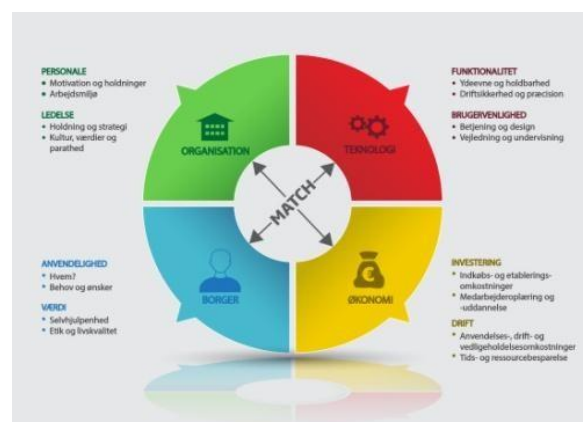 PERSONALE
• Motivation og holdninger
• Arbejdsmiljø
LEDELSE
• Holdning og strategi
• Kultur, værdier og
parathed
FUNKTIONALITET
• Ydeevne og holdbarhed
• Driftsikkerhed og præcision
BRUGERVENLIGHED
• Betjening og design
• Vejledning og undervisning
ORGANISATION
TEKNOLOGI
MATCH
BORGER
ØKONOMI
ANVENDELIGHED
• Hvem?
• Behov og ønsker
VÆRDI
• Selvhjulpenhed
• Etik og livskvalitet
INVESTERING
• Indkøbs- og etablerings-
omkostninger
• Medarbejderoplæring og
-uddannelse
DRIFT
• Anvendelses-, drift- og
vedligeholdelsesomkostninger
• Tids- og ressourcebesparelse